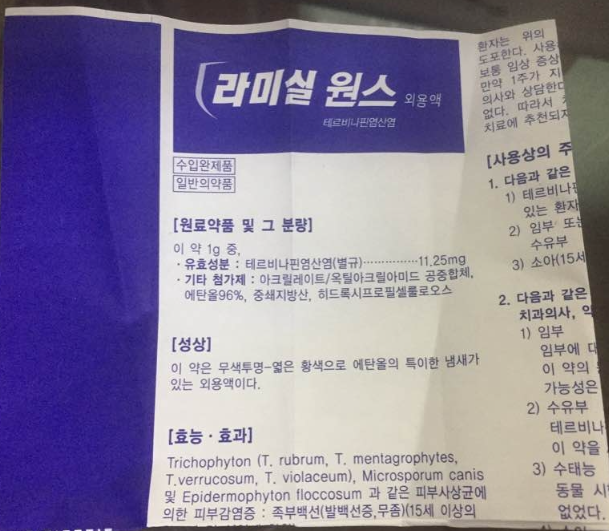 라미실 원스 외용액
테르비나핀염산염
수입완제품
일반의약품
[원료약품 및 그 분량]
이 약 1g 중,
· 유효성분 : 테르비나핀염산염(별규)··············11.25mg
· 기타 첨가제 : 아크릴레이트/옥틸아크릴아미드 공중합체,
에탄올96%, 중쇄지방산, 히드록시프로필셀룰로오스
[성상]
이 약은 무색투명-엷은 황색으로 에탄올의 특이한 냄새가
있는 외용액이다.
[효능 · 효과]
Trichophyton (T. rubrum, T. mentagrophytes,
T.verrucosum, T. violaceum), Microsporum canis
및 Epidermophyton floccosum 과 같은 피부사상균에
의한 피부감염증 : 족부백선(발백선증,무좀)(15세 이상의
환자는 위의
도포한다. 사용
보통 임상 증상
만약 1주가 지
의사와 상담한다
없다. 따라서
치료에 추천되지
[사용상의 주
1. 다음과 같은
1) 테르비나핀
있는 환자
2) 임부 또는
수유부
3) 소아(15세
2. 다음과 같은
치과의사, 약
1) 임부
임부에 대
이 약의
가능성은
2) 수유부
테르비나
이 약을
3) 수태능
동물 시
없었다.